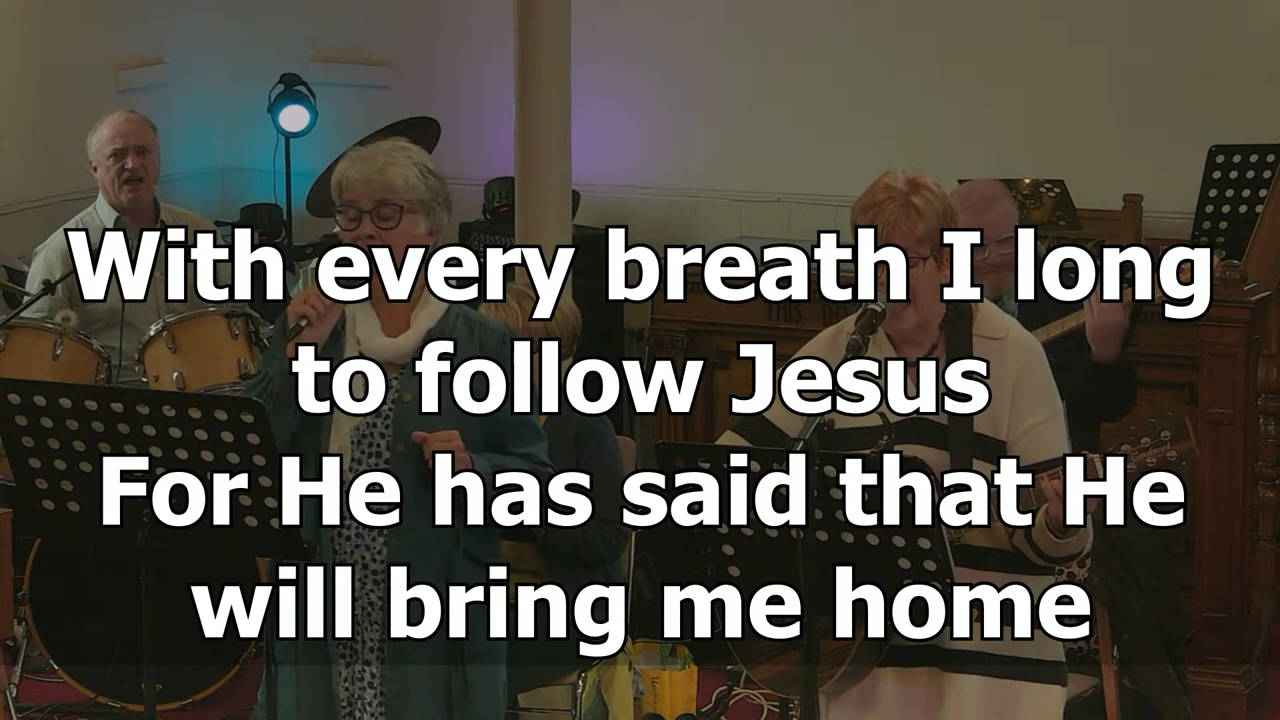 With every breath I long
to follow Jesus
For He has said that He
will bring me home